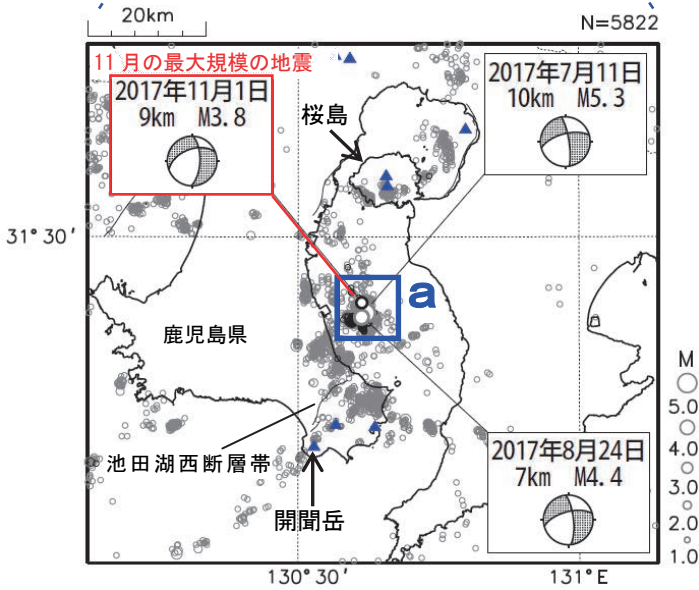 20km
N=5822
11月の最大規模の地震
2017年11月1日
9km M3.8
桜島
2017年7月11日
10km M5.3
31°30′
a
鹿児島県
M
5.0
4.0
3.0
2.0
1.0
2017年8月24日
7km M4.4
池田湖西断層帯
開聞岳
130°30′
131°E